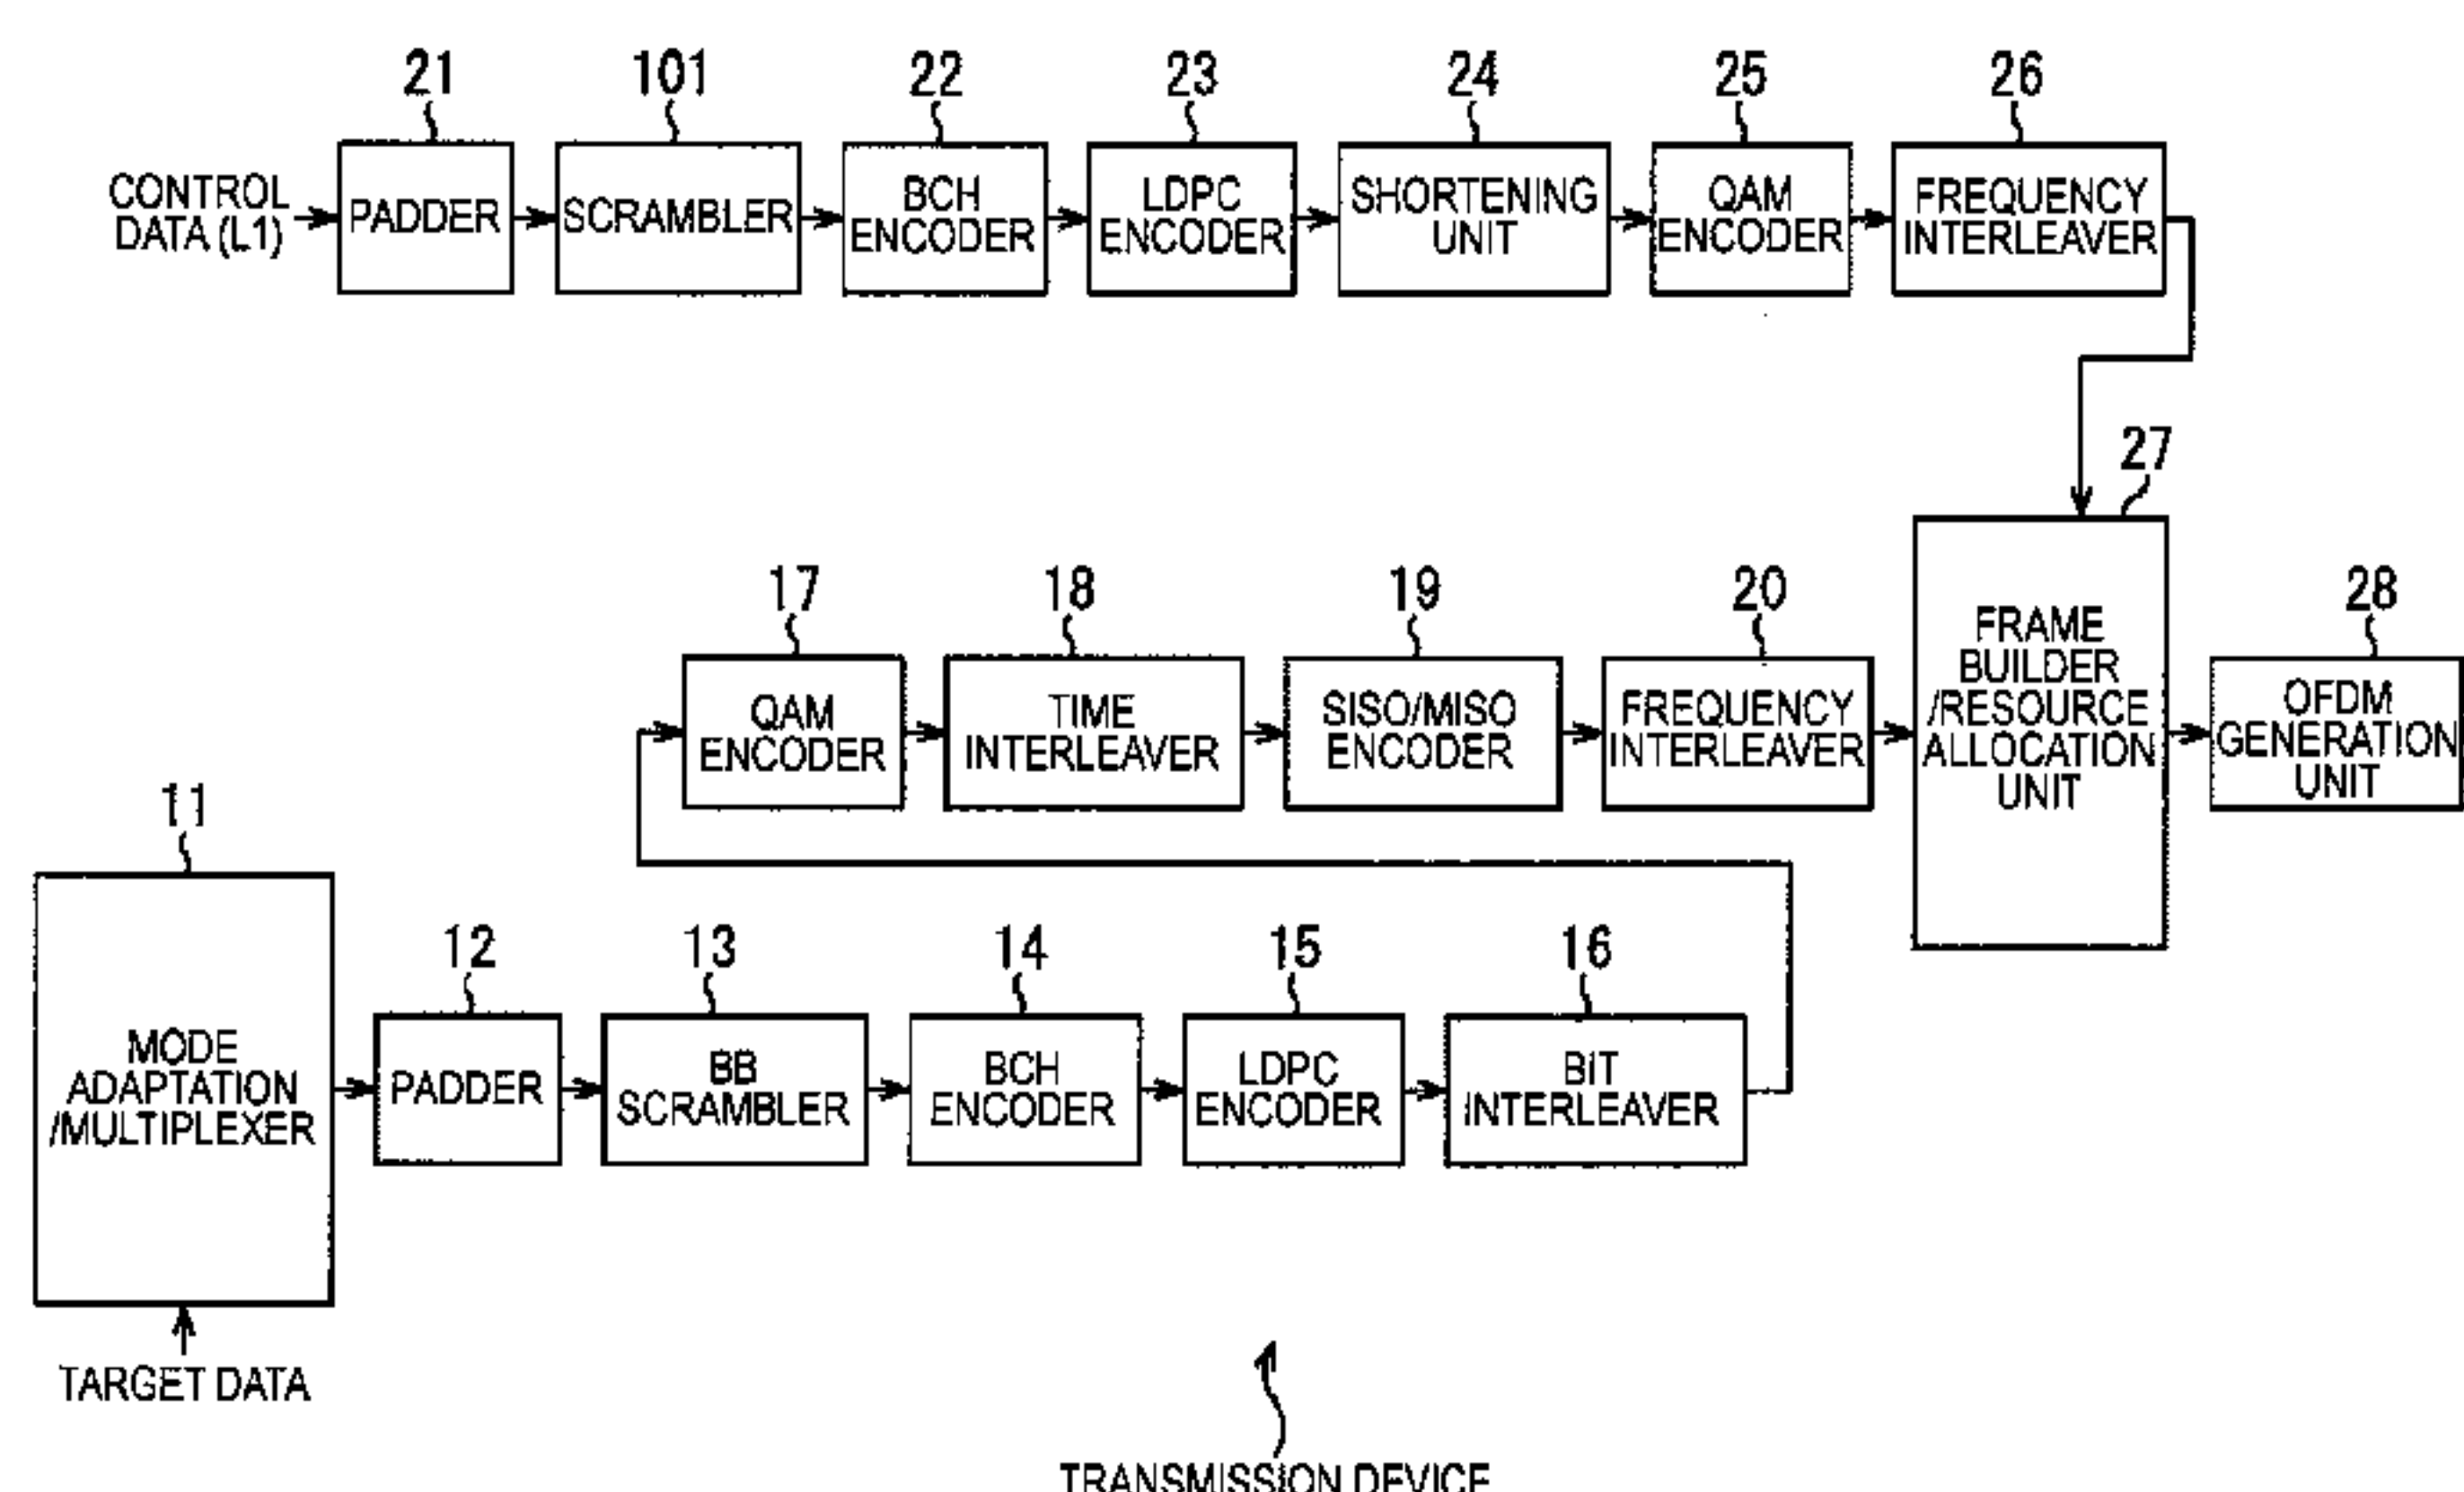 21 101 22 23 24 25 26
CONTROL
DATA (L1)
PADDER
SCRAMBLER
BCH
ENCODER
LDPC
ENCODER
SHORTENING
UNIT
QAM
ENCODER
FREQUENCY
INTERLEAVER
27
17 18 19 20 28
QAM
ENCODER
TIME
INTERLEAVER
SISO/MISO
ENCODER
FREQUENCY
INTERLEAVER
FRAME
BUILDER
/RESOURCE
ALLOCATION
UNIT
OFDM
GENERATION
UNIT
11
12 13 14 15 16
MODE
ADAPTATION
/MULTIPLEXER
PADDER
BB
SCRAMBLER
BCH
ENCODER
LDPC
ENCODER
BIT
INTERLEAVER
TARGET DATA
TRANSMISSION DEVICE